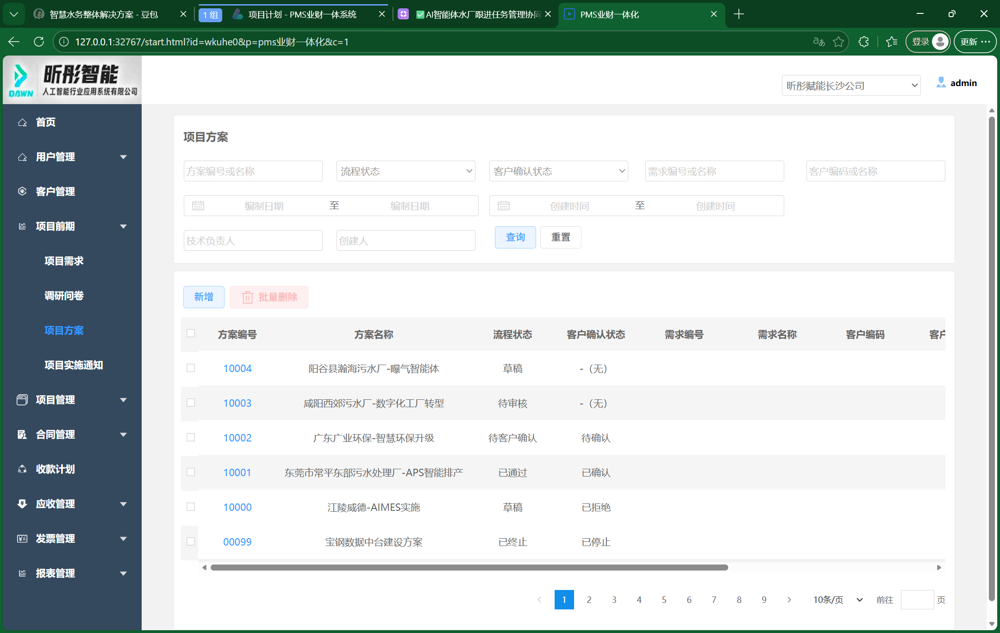 智慧水务整体解决方案 - 豆包
1 组
项目计划 - PMS业财一体系统
AI智能体水厂跟进任务管理协同
PMS业财一体化
127.0.0.1:32767/start.html?id=wkuhe0&p=pms业财一体化&c=1
登录
更新
昕彤智能
DAWN
人工智能行业应用系统有限公司
昕彤赋能长沙公司
admin
首页
用户管理
客户管理
项目前期
项目需求
调研问卷
项目方案
项目实施通知
项目管理
合同管理
收款计划
应收管理
发票管理
报表管理
项目方案
方案编号或名称
流程状态
客户确认状态
需求编号或名称
客户编码或名称
编制日期 至 编制日期
创建时间 至 创建时间
技术负责人
创建人
查询
重置
新增
批量删除
方案编号 方案名称 流程状态 客户确认状态 需求编号 需求名称 客户编码 客户
10004 阳谷县瀚海污水厂-曝气智能体 草稿 -（无）
10003 咸阳西郊污水厂-数字化工厂转型 待审核 -（无）
10002 广东广业环保-智慧环保升级 待客户确认 待确认
10001 东莞市常平东部污水处理厂-APS智能排产 已通过 已确认
10000 江陵威德-AIMES实施 草稿 已拒绝
00099 宝钢数据中台建设方案 已终止 已停止
1 2 3 4 5 6 7 8 9 10条/页 前往 页